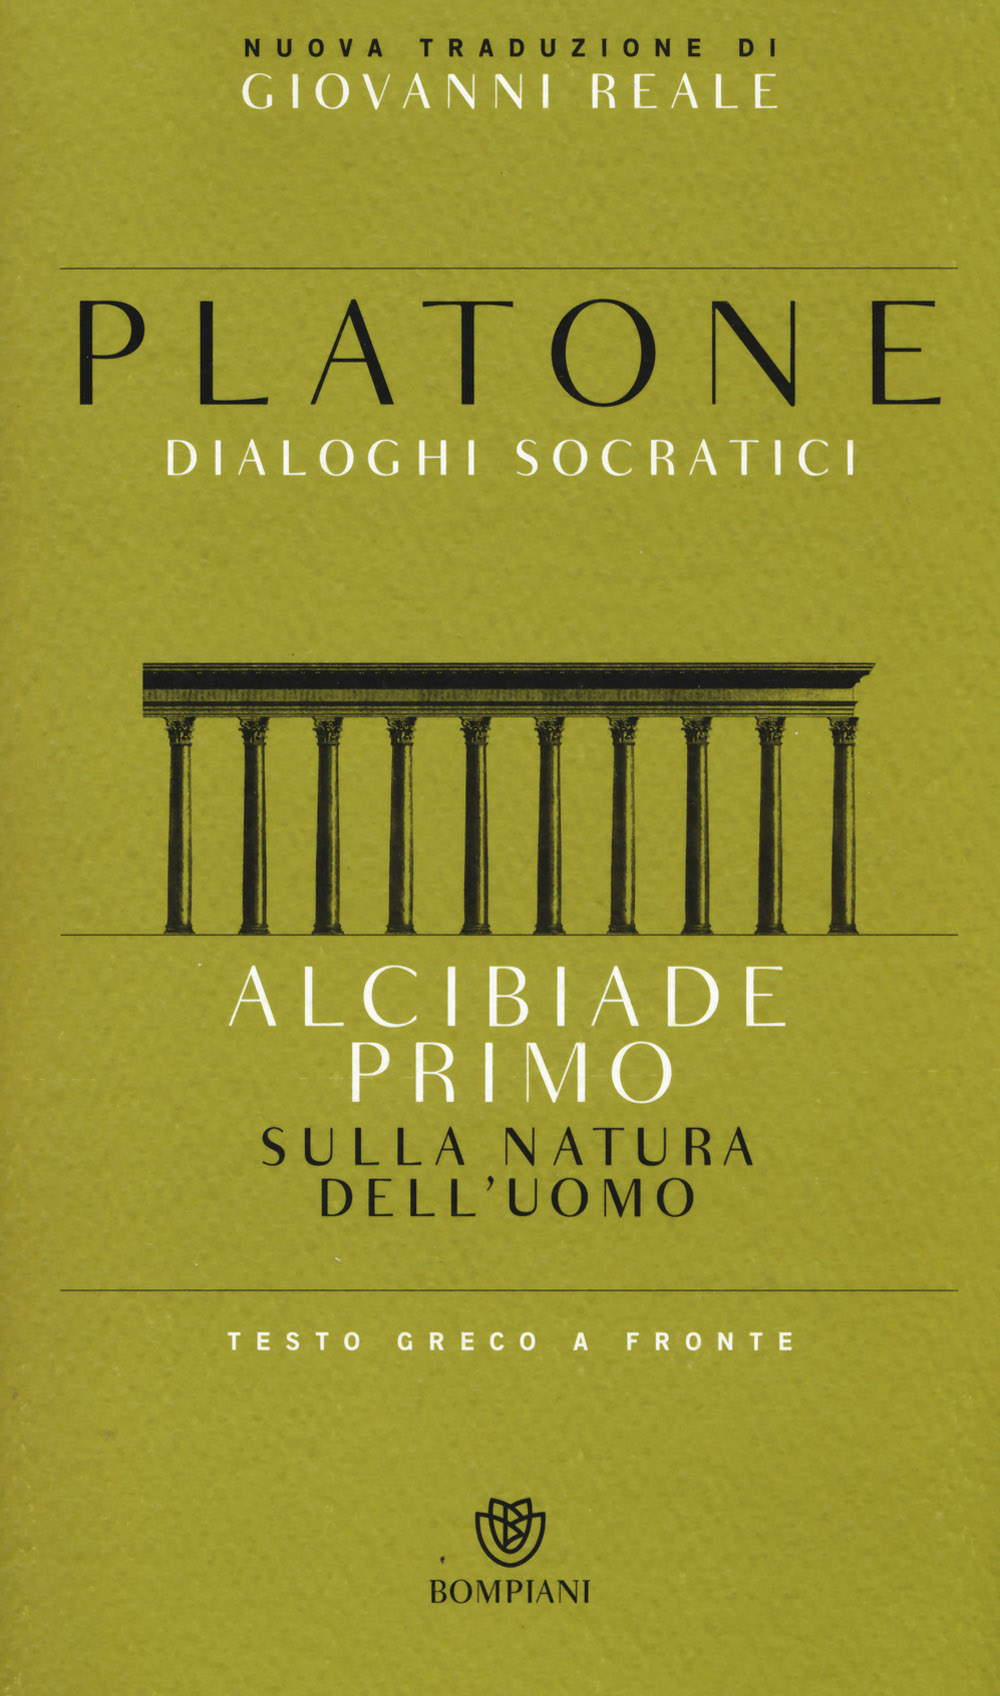 NUOVA TRADUZIONE DI
GIOVANNI REALE
PLATONE
DIALOGHI SOCRATICI
ALCIBIADE
PRIMO
SULLA NATURA
DELL'UOMO
TESTO GRECO A FRONTE
BOMPIANI